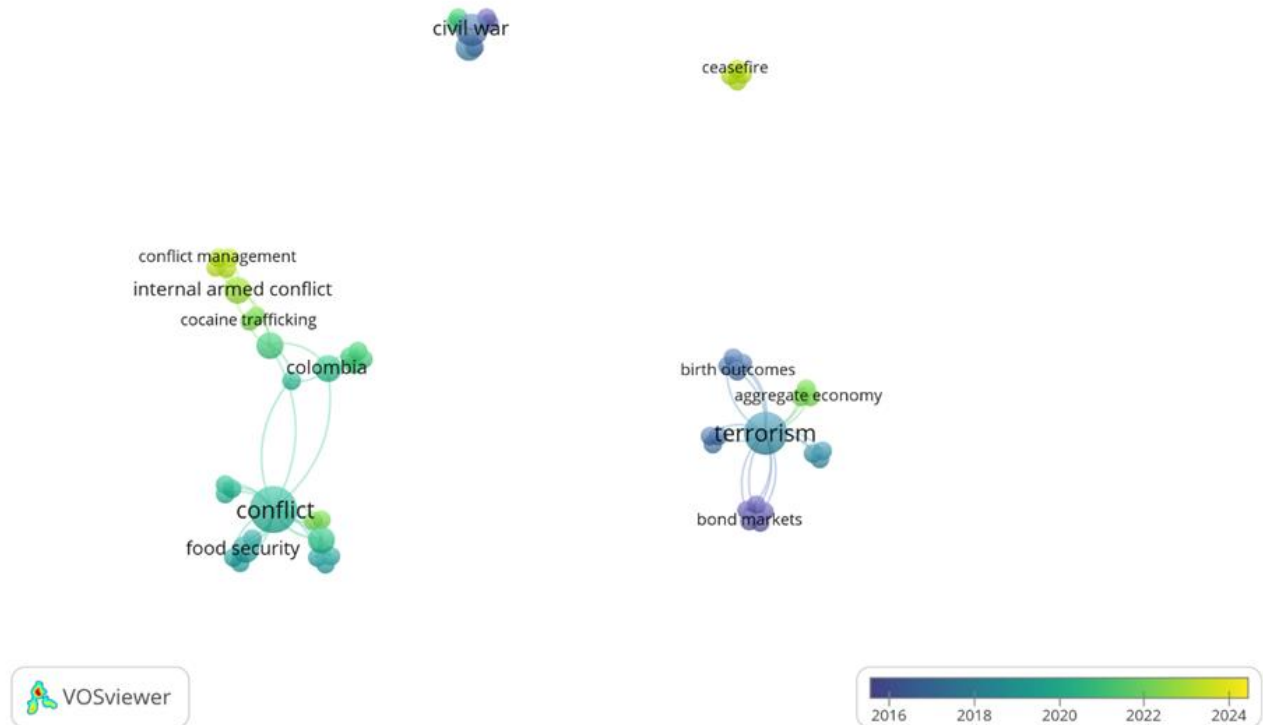 civil war
ceasefire
conflict management
internal armed conflict
cocaine trafficking
colombia
birth outcomes
aggregate economy
terrorism
conflict
bond markets
food security
VOSviewer
2016 2018 2020 2022 2024